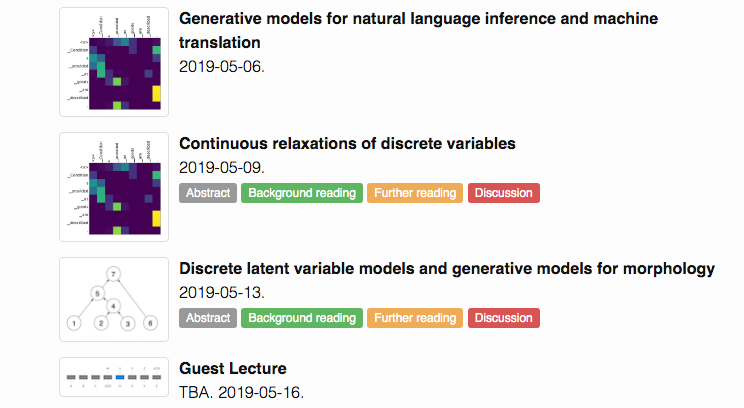 Generative models for natural language inference and machine
translation
2019-05-06.
Continuous relaxations of discrete variables
2019-05-09.
Abstract Background reading Further reading Discussion
Discrete latent variable models and generative models for morphology
2019-05-13.
7
5
4
1 2 3 6
Abstract Background reading Further reading Discussion
Guest Lecture
TBA. 2019-05-16.